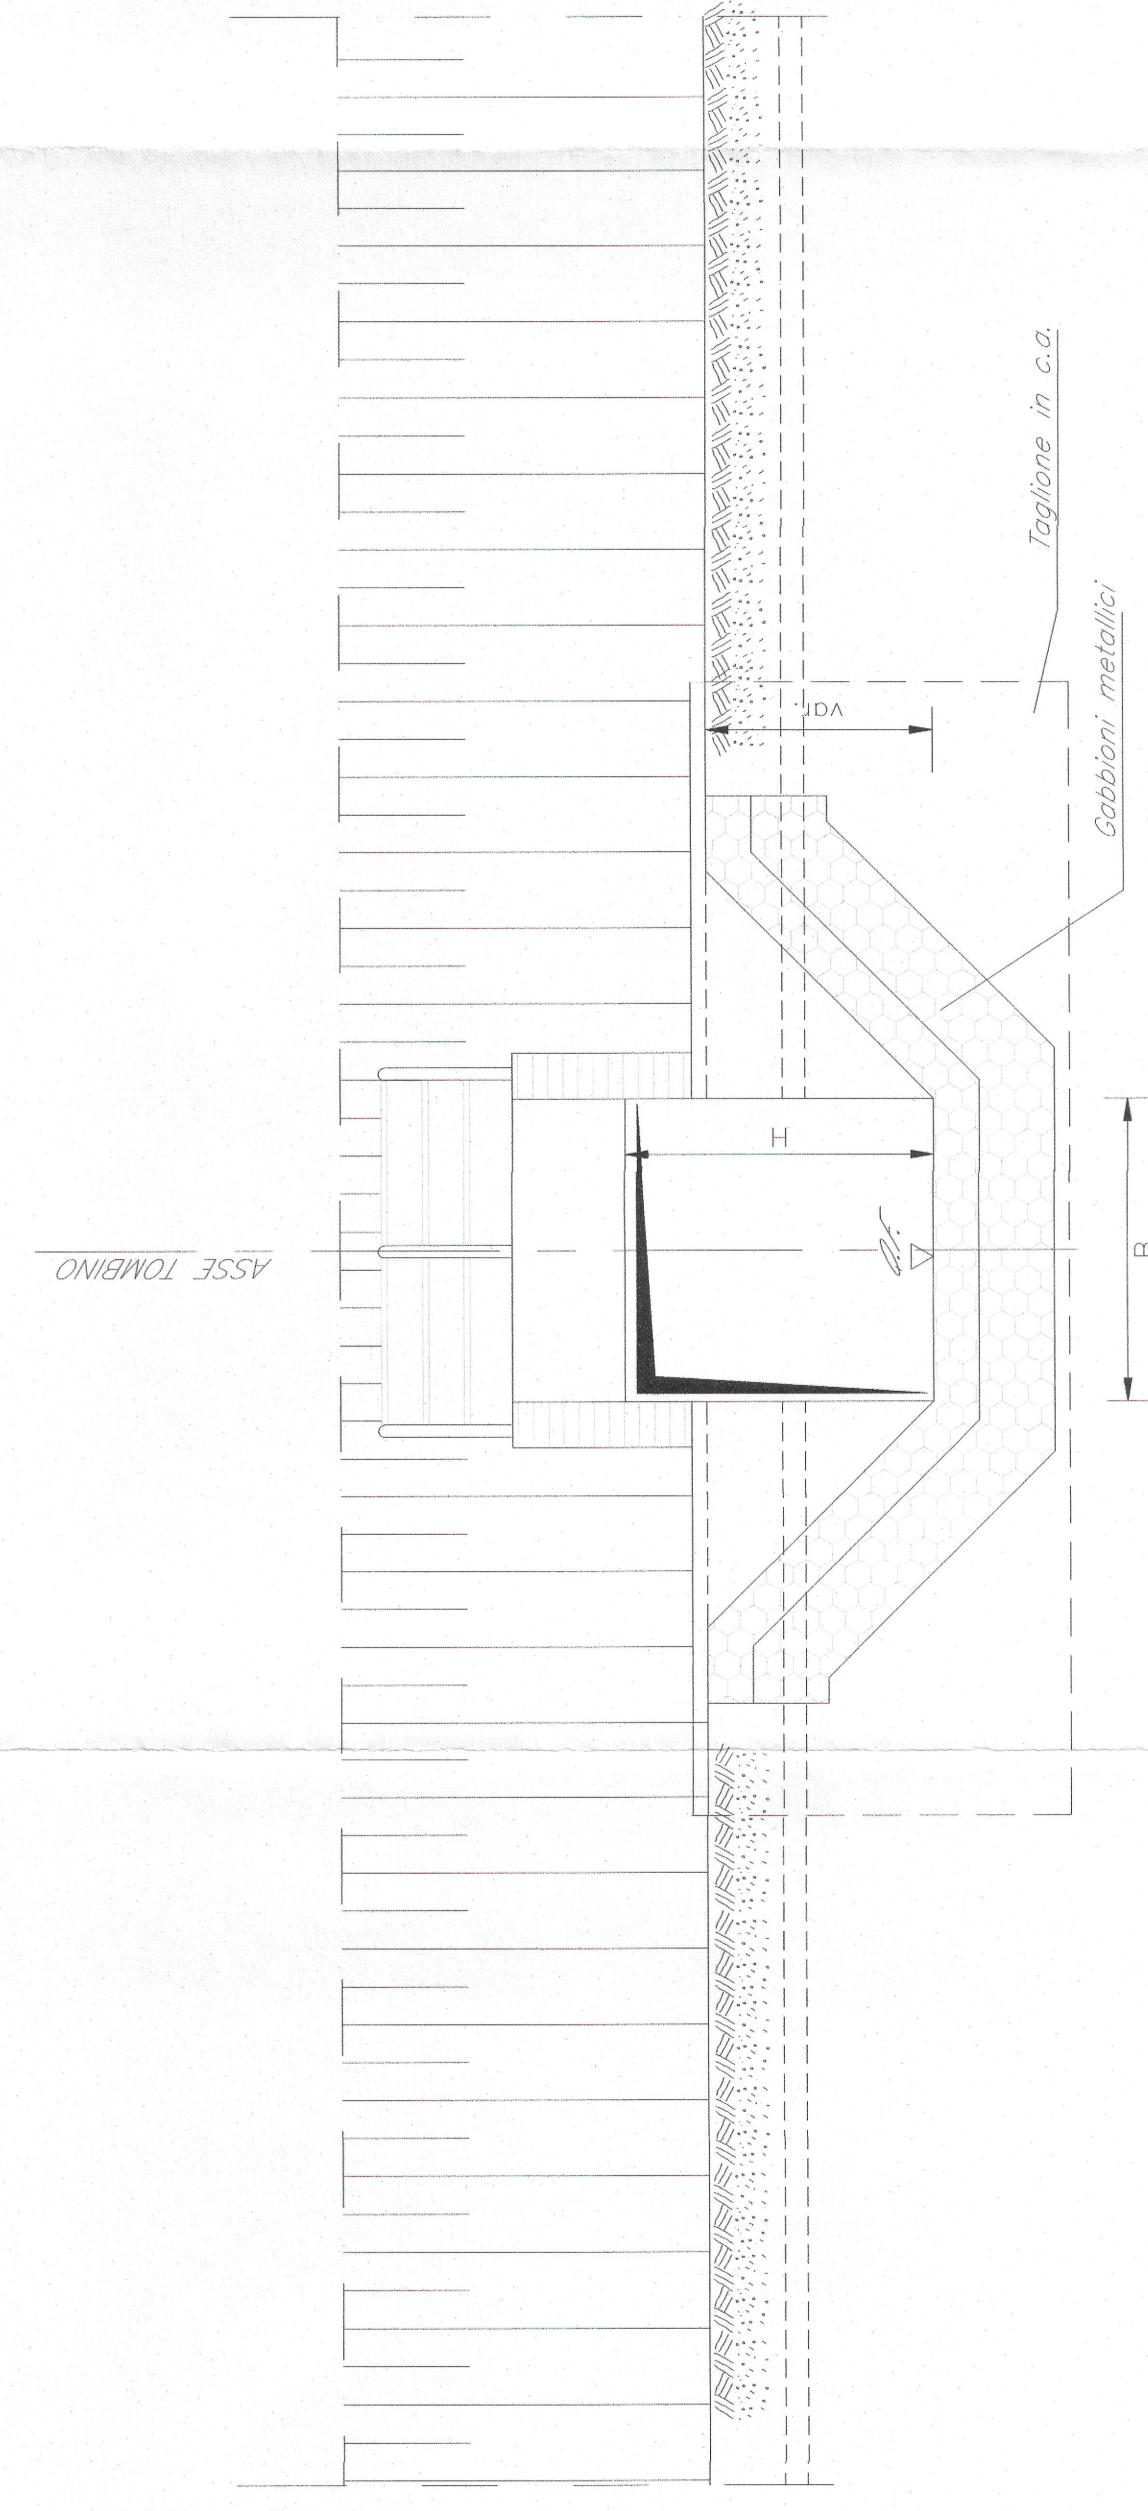 ASSE TOMBINO
H
var.
B
Taglione in c.a.
Gabbioni metallici